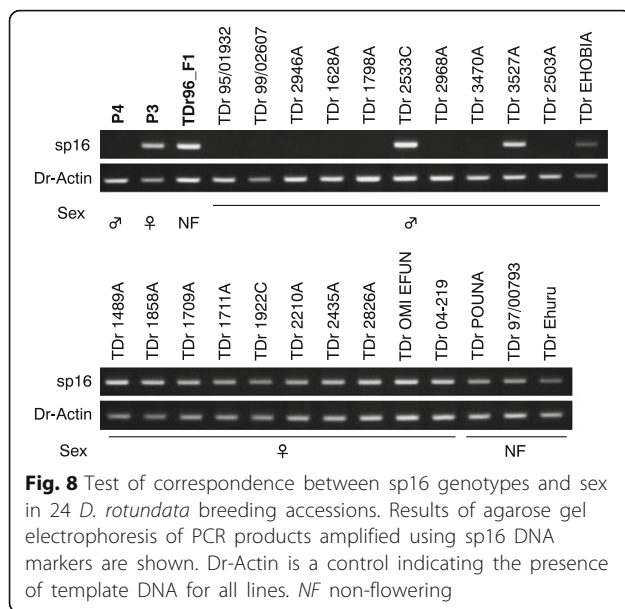 P4 P3 TDr96_F1 TDr 95/01932 TDr 99/02607 TDr 2946A TDr 1628A TDr 1798A TDr 2533C TDr 2968A TDr 3470A TDr 3527A TDr 2503A TDr EHOBIA
sp16
Dr-Actin
Sex
♂ ♀ NF ♂
TDr 1489A TDr 1858A TDr 1709A TDr 1711A TDr 1922C TDr 2210A TDr 2435A TDr 2826A TDr OMI EFUN TDr 04-219 TDr POUNA TDr 97/00793 TDr Ehuru
sp16
Dr-Actin
Sex ♀ NF
Fig. 8 Test of correspondence between sp16 genotypes and sex
in 24 D. rotundata breeding accessions. Results of agarose gel
electrophoresis of PCR products amplified using sp16 DNA
markers are shown. Dr-Actin is a control indicating the presence
of template DNA for all lines. NF non-flowering